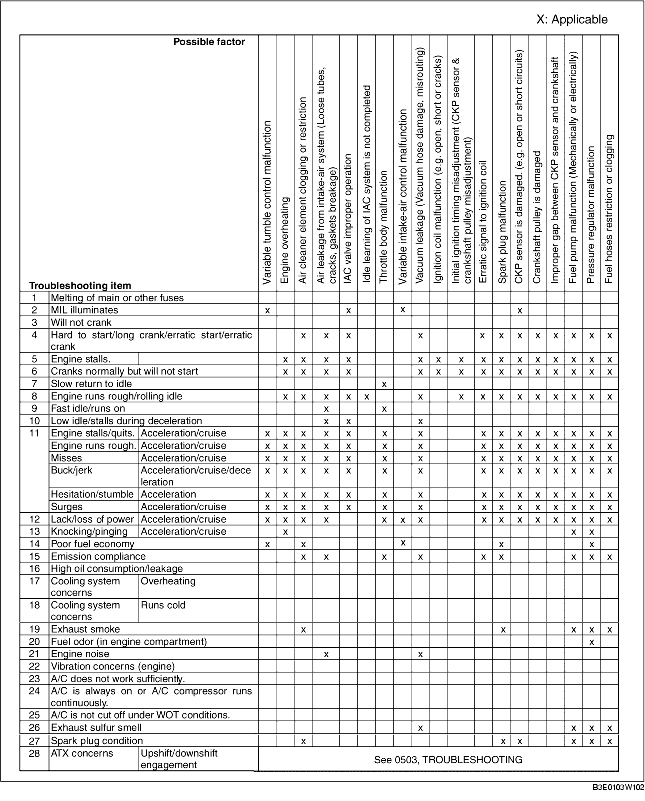 X: Applicable
Possible factor
Variable tumble control malfunction
Engine overheating
Air cleaner element clogging or restriction
Air leakage from intake-air system (Loose tubes,
cracks, gaskets breakage)
IAC valve improper operation
Idle learning of IAC system is not completed
Throttle body malfunction
Variable intake-air control malfunction
Vacuum leakage (Vacuum hose damage, misrouting)
Ignition coil malfunction (e.g. open, short or cracks)
Initial ignition timing misadjustment (CKP sensor &
crankshaft pulley misadjustment)
Erratic signal to ignition coil
Spark plug malfunction
CKP sensor is damaged. (e.g. open or short circuits)
Crankshaft pulley is damaged
Improper gap between CKP sensor and crankshaft
Fuel pump malfunction (Mechanically or electrically)
Pressure regulator malfunction
Fuel hoses restriction or clogging
Troubleshooting item
1 Melting of main or other fuses
2 MIL illuminates x x x x
3 Will not crank
4 Hard to start/long crank/erratic start/erratic
crank x x x x x x x x x x x x
5 Engine stalls. x x x x x x x x x x x x x x x
6 Cranks normally but will not start x x x x x x x x x x x x x x x
7 Slow return to idle x
8 Engine runs rough/rolling idle x x x x x x x x x x x x x x x
9 Fast idle/runs on x x
10 Low idle/stalls during deceleration x x x
11 Engine stalls/quits. Acceleration/cruise x x x x x x x x x x x x x x x
Engine runs rough. Acceleration/cruise x x x x x x x x x x x x x x x
Misses Acceleration/cruise x x x x x x x x x x x x x x x
Buck/jerk Acceleration/cruise/dece x x x x x x x x x x x x x x x
leration
Hesitation/stumble Acceleration x x x x x x x x x x x x x x x
Surges Acceleration/cruise x x x x x x x x x x x x x x x
12 Lack/loss of power Acceleration/cruise x x x x x x x x x x x x x x x
13 Knocking/pinging Acceleration/cruise x x x
14 Poor fuel economy x x x x x
15 Emission compliance x x x x x x x x x
16 High oil consumption/leakage
17 Cooling system Overheating
concerns
18 Cooling system Runs cold
concerns
19 Exhaust smoke x x x x x
20 Fuel odor (in engine compartment) x
21 Engine noise x x
22 Vibration concerns (engine)
23 A/C does not work sufficiently.
24 A/C is always on or A/C compressor runs
continuously.
25 A/C is not cut off under WOT conditions.
26 Exhaust sulfur smell x x x x
27 Spark plug condition x x x x x x
28 ATX concerns Upshift/downshift
engagement
See 0503, TROUBLESHOOTING
B3E0103W102